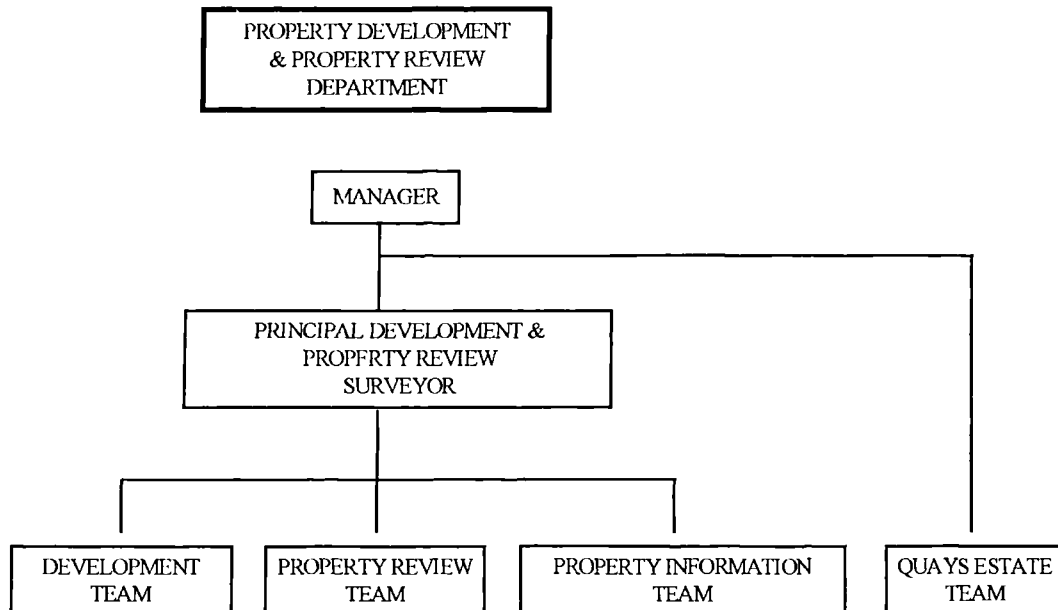 PROPERTY DEVELOPMENT
& PROPERTY REVIEW
DEPARTMENT
MANAGER
PRINCIPAL DEVELOPMENT &
PROPERTY REVIEW
SURVEYOR
DEVELOPMENT
TEAM
PROPERTY REVIEW
TEAM
PROPERTY INFORMATION
TEAM
QUAYS ESTATE
TEAM